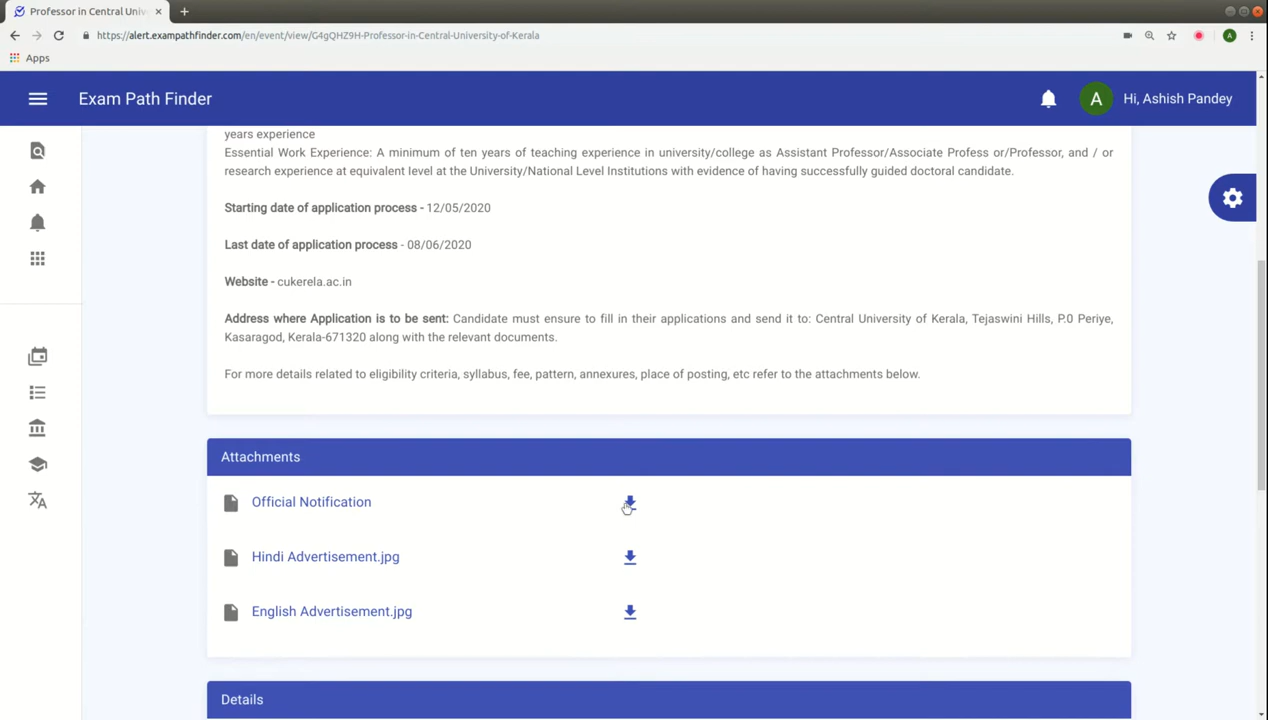 Professor in Central Univ
https://alert.exampathfinder.com/en/event/view/G4gQHZ9H-Professor-in-Central-University-of-Kerala
A
Apps
Exam Path Finder
A
Hi, Ashish Pandey
years experience
Essential Work Experience: A minimum of ten years of teaching experience in university/college as Assistant Professor/Associate Profess or/Professor, and / or
research experience at equivalent level at the University/National Level Institutions with evidence of having successfully guided doctoral candidate.
Starting date of application process - 12/05/2020
Last date of application process - 08/06/2020
Website - cukerela.ac.in
Address where Application is to be sent: Candidate must ensure to fill in their applications and send it to: Central University of Kerala, Tejaswini Hills, P.O Periye,
Kasaragod, Kerala-671320 along with the relevant documents.
For more details related to eligibility criteria, syllabus, fee, pattern, annexures, place of posting, etc refer to the attachments below.
Attachments
Official Notification
Hindi Advertisement.jpg
English Advertisement.jpg
Details